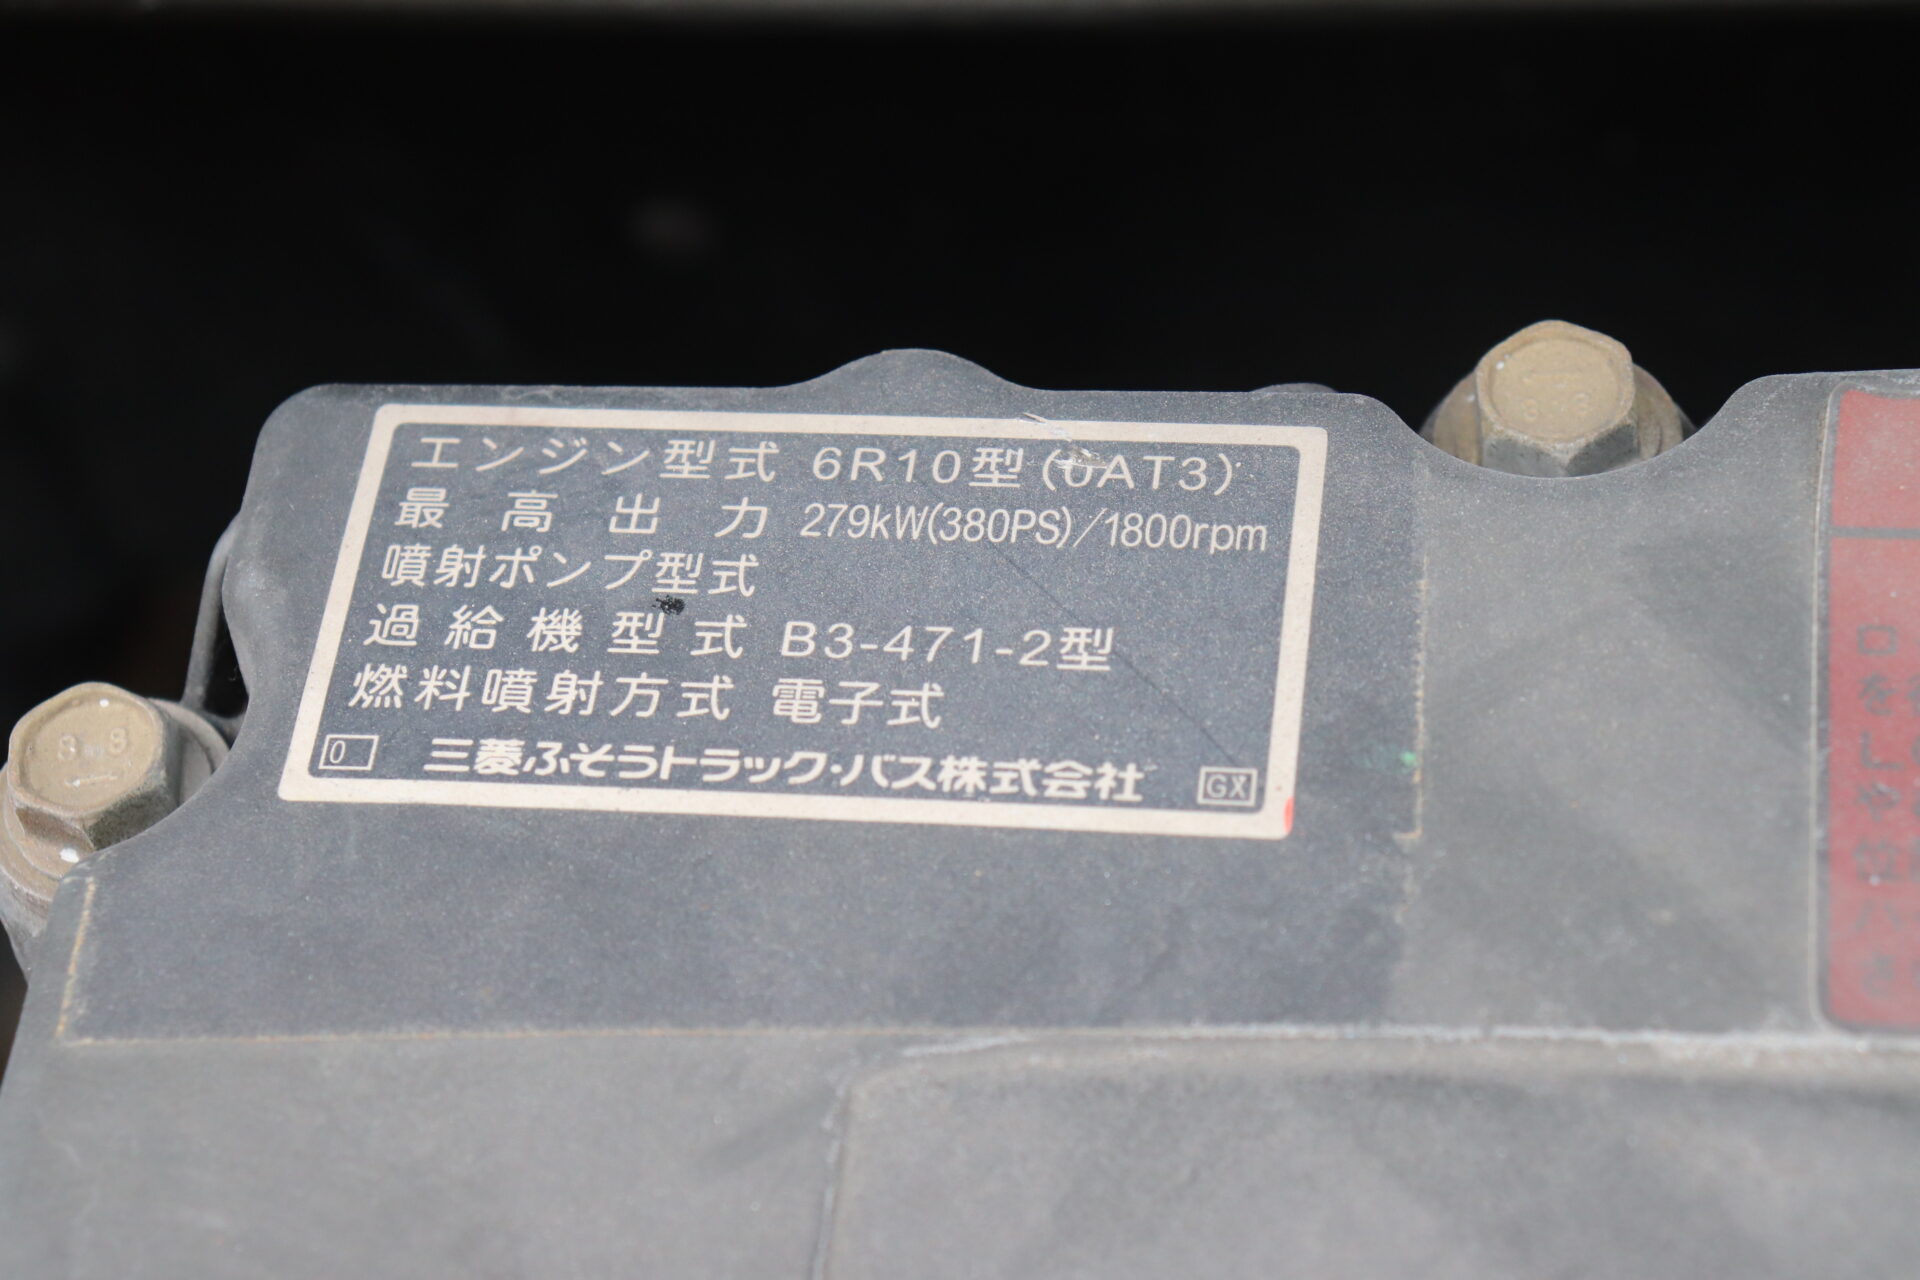 エンジン型式 6R10型(0AT3)
最高出力 279kW(380PS)/1800rpm
噴射ポンプ型式
過給機型式 B3-471-2型
燃料噴射方式 電子式
0 三菱ふそうトラック・バス株式会社 GX
8 8